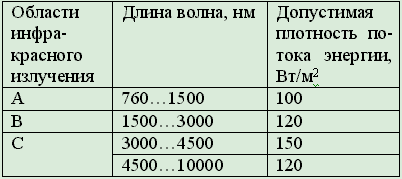 Области инфра-красного излучения | Длина волна, нм | Допустимая плотность по-тока энергии, Вт/м²
А | 760…1500 | 100
В | 1500…3000 | 120
С | 3000…4500 | 150
4500…10000 | 120